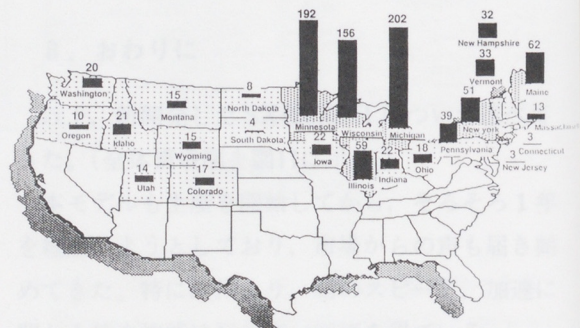 192
156
202
32
New Hampshire
33
Vermont
62
Maine
20
Washington
15
Montana
8
North Dakota
Minnesota
51
New york
13
Massachusetts
10
Oregon
21
Idaho
15
Wyoming
4
South Dakota
Wisconsin
Michigan
39
Pennsylvania
3
Connecticut
22
Iowa
59
Illinois
22
Indiana
18
Ohio
3
New Jersey
14
Utah
17
Colorado